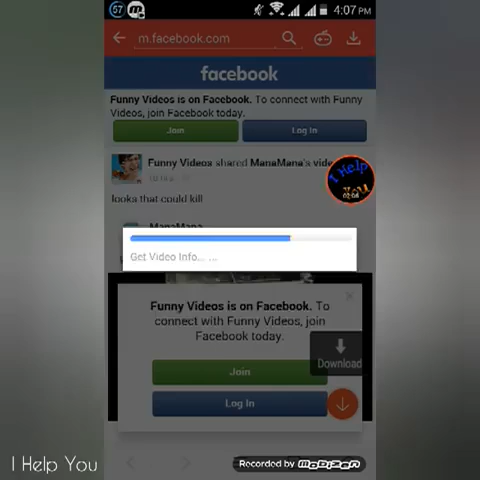 57
4:07 PM
m.facebook.com
facebook
Funny Videos is on Facebook. To connect with Funny
Videos, join Facebook today.
Join
Log In
Funny Videos shared ManaMana's video
I Help
You
looks that could kill
ManaMana
Get Video Info... ...
Funny Videos is on Facebook. To
connect with Funny Videos, join
Facebook today.
Download
Join
Log In
I Help You
Recorded by MOBIZEN